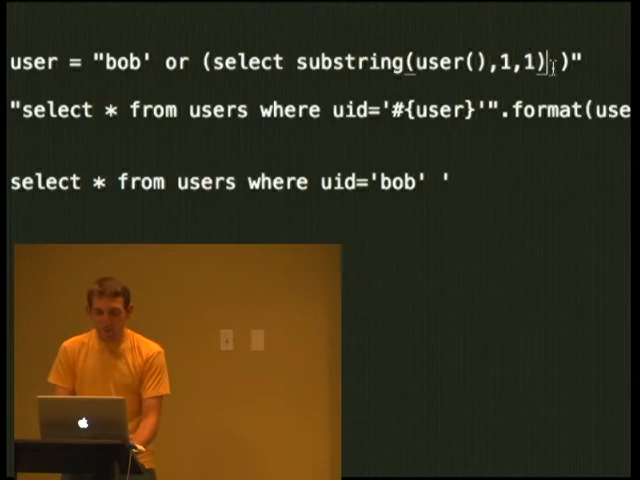 user = "bob' or (select substring(user(),1,1) )"
"select * from users where uid='#{user}'".format(use
select * from users where uid='bob' '